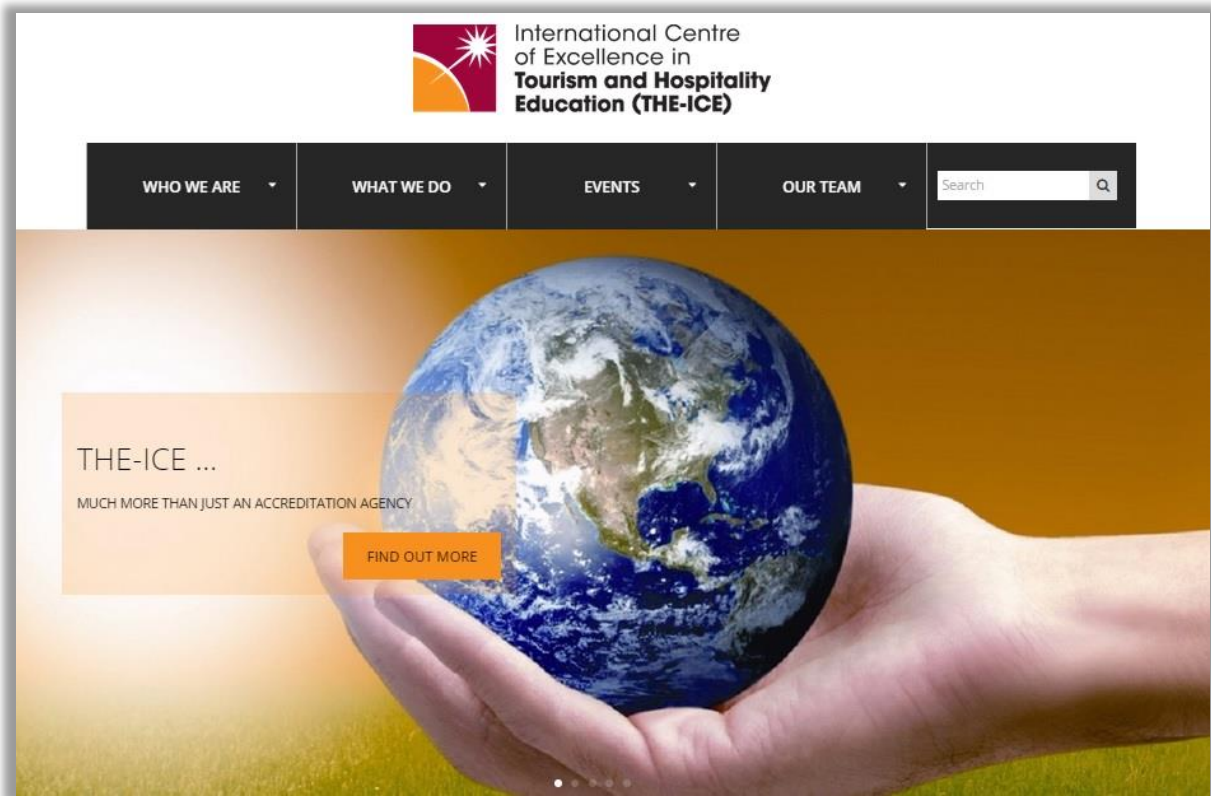 International Centre
of Excellence in
Tourism and Hospitality
Education (THE-ICE)
WHO WE ARE
WHAT WE DO
EVENTS
OUR TEAM
Search
THE-ICE ...
MUCH MORE THAN JUST AN ACCREDITATION AGENCY
FIND OUT MORE